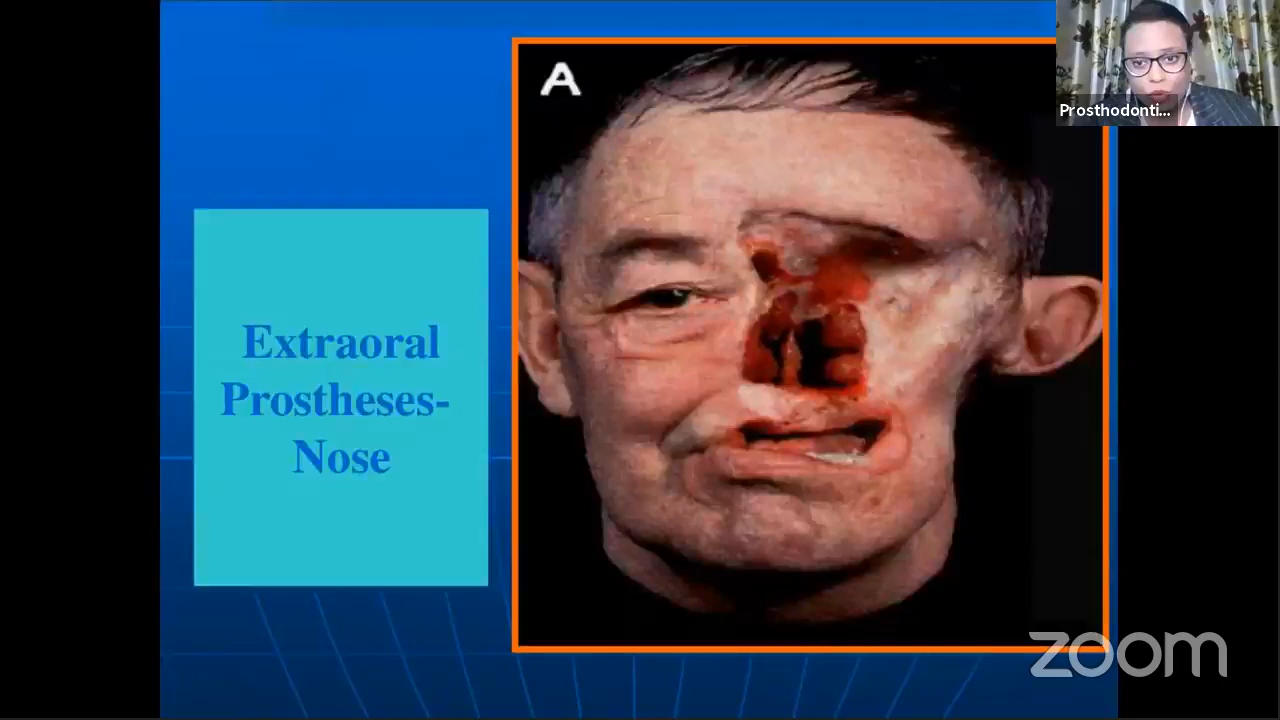 A
Prosthodonti...
Extraoral
Prostheses-
Nose
zoom